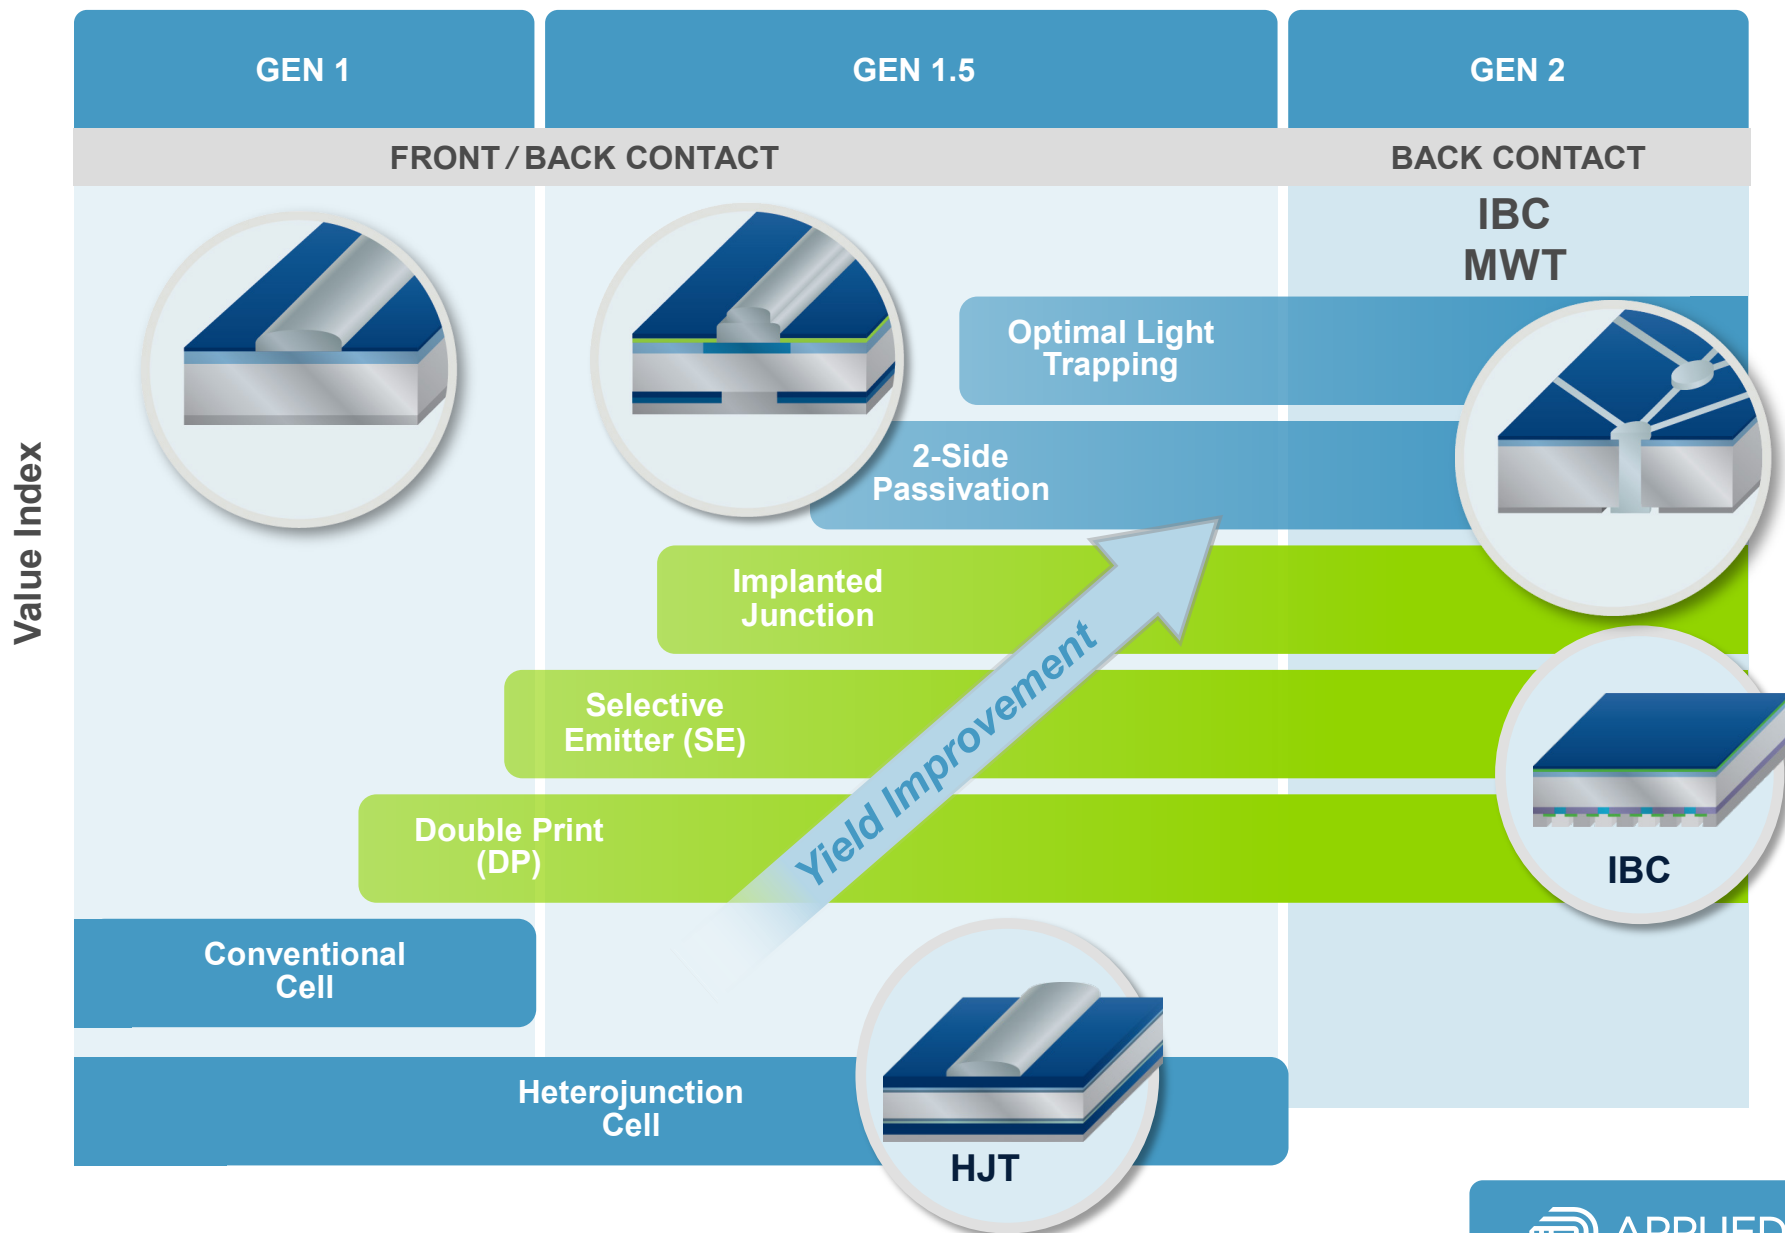 GEN 1
GEN 1.5
GEN 2
FRONT / BACK CONTACT
BACK CONTACT
IBC
MWT
Value Index
Optimal Light
Trapping
2-Side
Passivation
Implanted
Junction
Selective
Emitter (SE)
Double Print
(DP)
Yield Improvement
IBC
Conventional
Cell
Heterojunction
Cell
HJT
APPLIED